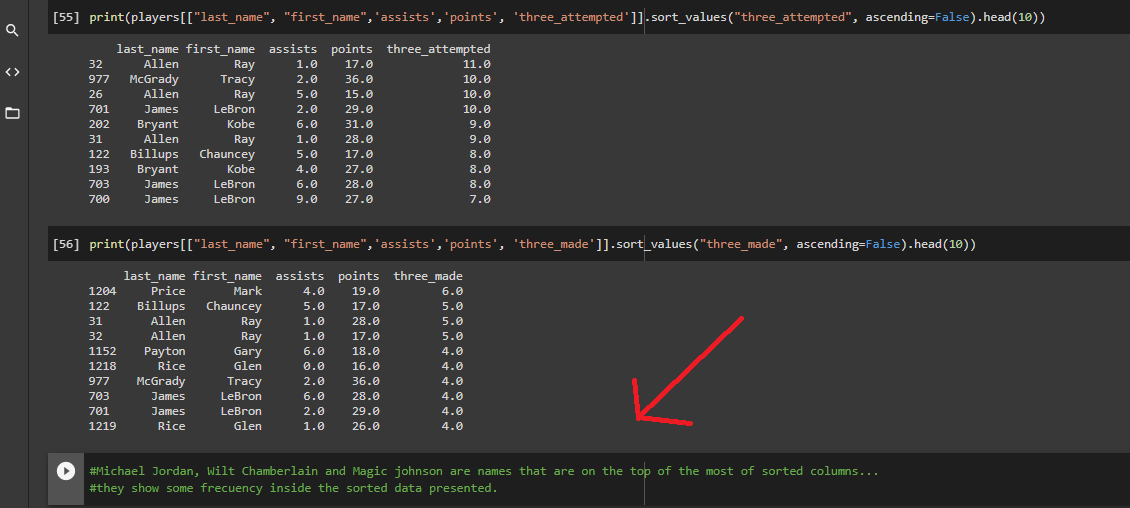 [55] print(players[["last_name", "first_name",'assists','points', 'three_attempted']].sort_values("three_attempted", ascending=False).head(10))
last_name first_name assists points three_attempted
32 Allen Ray 1.0 17.0 11.0
977 McGrady Tracy 2.0 36.0 10.0
26 Allen Ray 5.0 15.0 10.0
701 James LeBron 2.0 29.0 10.0
202 Bryant Kobe 6.0 31.0 9.0
31 Allen Ray 1.0 28.0 9.0
122 Billups Chauncey 5.0 17.0 8.0
193 Bryant Kobe 4.0 27.0 8.0
703 James LeBron 6.0 28.0 8.0
700 James LeBron 9.0 27.0 7.0
[56] print(players[["last_name", "first_name",'assists','points', 'three_made']].sort_values("three_made", ascending=False).head(10))
last_name first_name assists points three_made
1204 Price Mark 4.0 19.0 6.0
122 Billups Chauncey 5.0 17.0 5.0
31 Allen Ray 1.0 28.0 5.0
32 Allen Ray 1.0 17.0 5.0
1152 Payton Gary 6.0 18.0 4.0
1218 Rice Glen 0.0 16.0 4.0
977 McGrady Tracy 2.0 36.0 4.0
703 James LeBron 6.0 28.0 4.0
701 James LeBron 2.0 29.0 4.0
1219 Rice Glen 1.0 26.0 4.0
#Michael Jordan, Wilt Chamberlain and Magic johnson are names that are on the top of the most of sorted columns...
#they show some frecuency inside the sorted data presented.